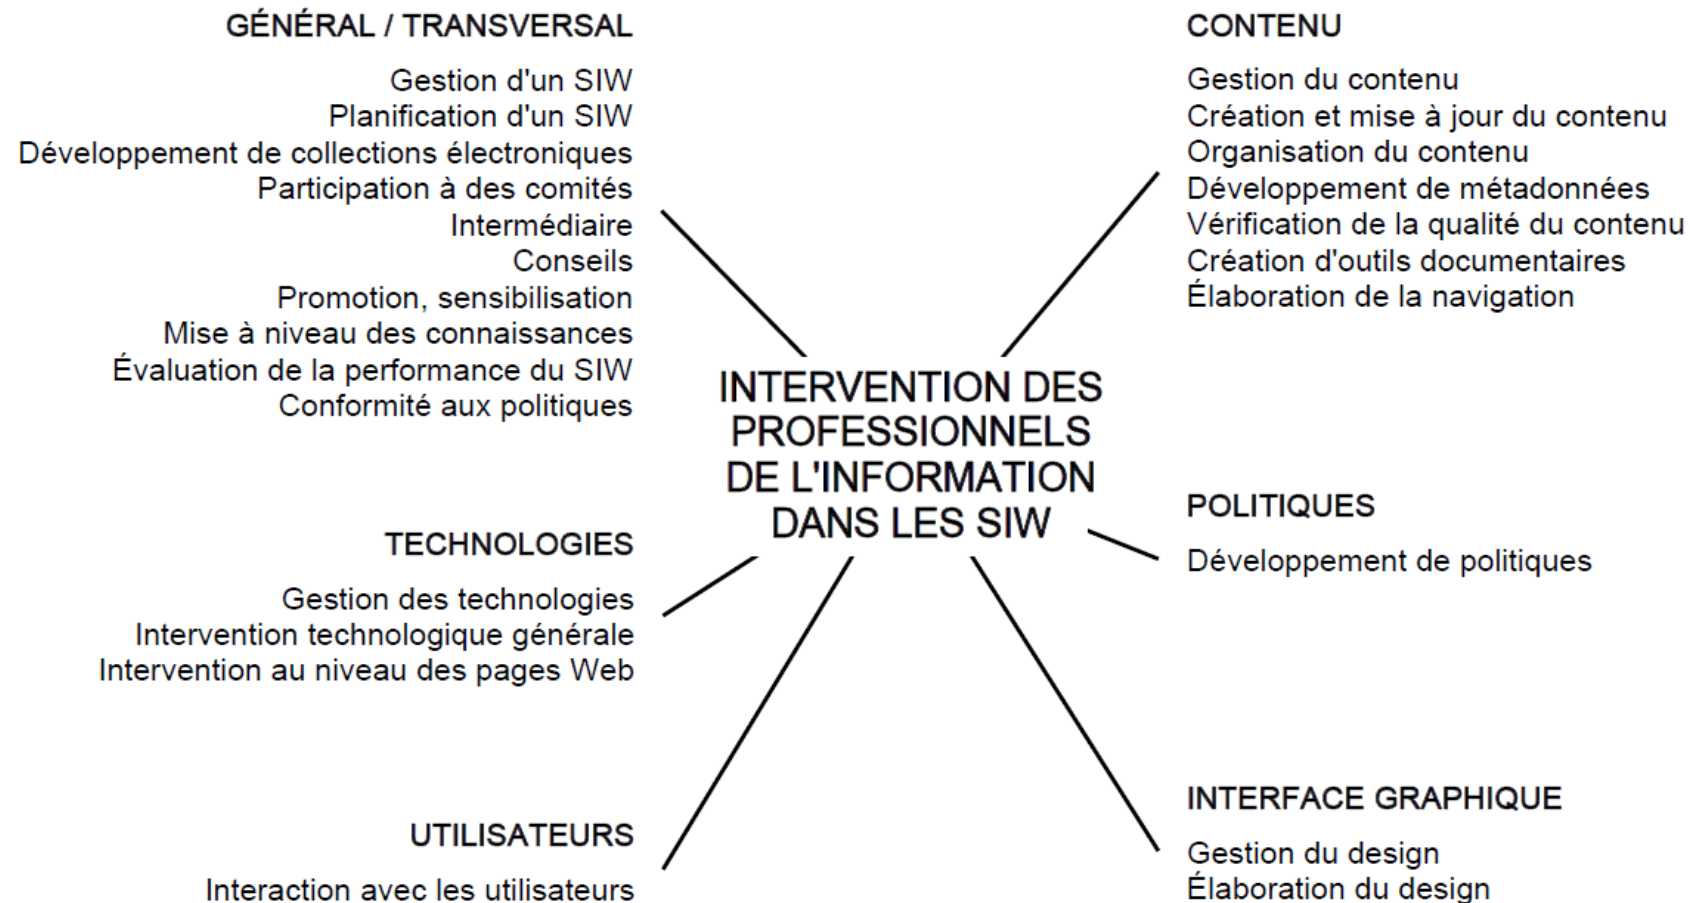 GÉNÉRAL / TRANSVERSAL
Gestion d'un SIW
Planification d'un SIW
Développement de collections électroniques
Participation à des comités
Intermédiaire
Conseils
Promotion, sensibilisation
Mise à niveau des connaissances
Évaluation de la performance du SIW
Conformité aux politiques
CONTENU
Gestion du contenu
Création et mise à jour du contenu
Organisation du contenu
Développement de métadonnées
Vérification de la qualité du contenu
Création d'outils documentaires
Élaboration de la navigation
INTERVENTION DES
PROFESSIONNELS
DE L'INFORMATION
DANS LES SIW
TECHNOLOGIES
Gestion des technologies
Intervention technologique générale
Intervention au niveau des pages Web
POLITIQUES
Développement de politiques
UTILISATEURS
Interaction avec les utilisateurs
INTERFACE GRAPHIQUE
Gestion du design
Élaboration du design